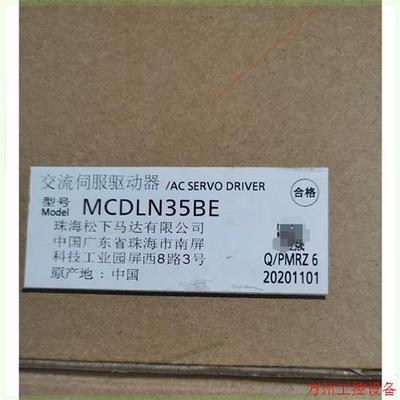 交流伺服驱动器 /AC SERVO DRIVER
合格
型号
Model MCDLN35BE
珠海松下马达有限公司
中国广东省珠海市南屏
科技工业园屏西8路3号
Q/PMRZ 6
原产地:中国
20201101
万州工控设备